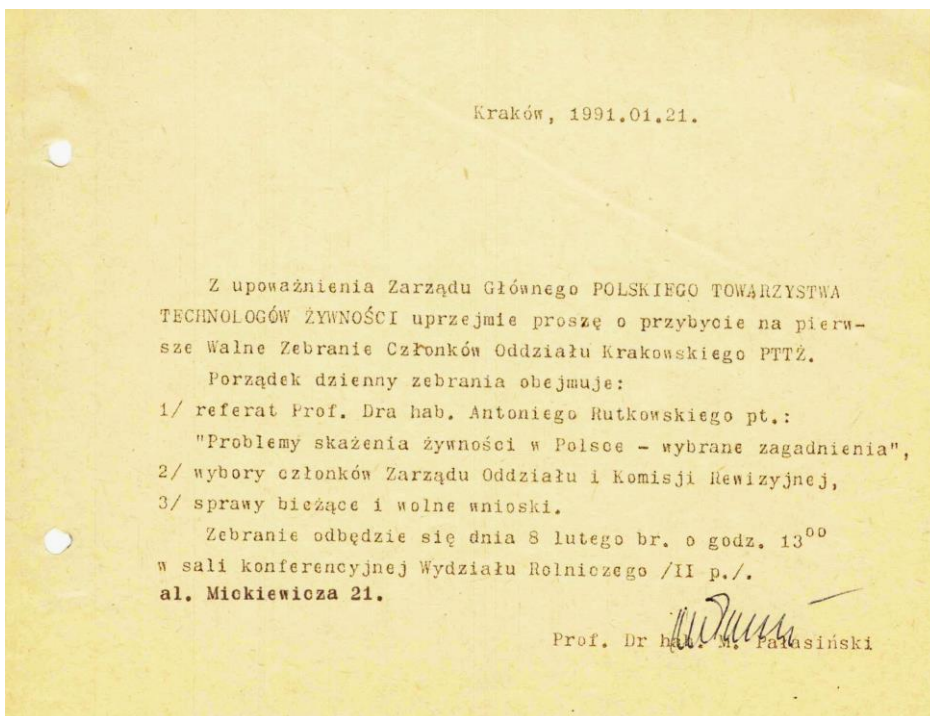 Kraków, 1991.01.21.
Z upoważnienia Zarządu Głównego POLSKIEGO TOWARZYSTWA
TECHNOLOGÓW ŻYWNOŚCI uprzejmie proszę o przybycie na pierw-
sze Walne Zebranie Członków Oddziału Krakowskiego PTTŻ.
Porządek dzienny zebrania obejmuje:
1/ referat Prof. Dra hab. Antoniego Rutkowskiego pt.:
"Problemy skażenia żywności w Polsce – wybrane zagadnienia",
2/ wybory członków Zarządu Oddziału i Komisji Rewizyjnej,
3/ sprawy bieżące i wolne wnioski.
Zebranie odbędzie się dnia 8 lutego br. o godz. 13⁰⁰
w sali konferencyjnej Wydziału Rolniczego /II p./.
al. Mickiewicza 21.
Prof. Dr hab. M. Pałasiński